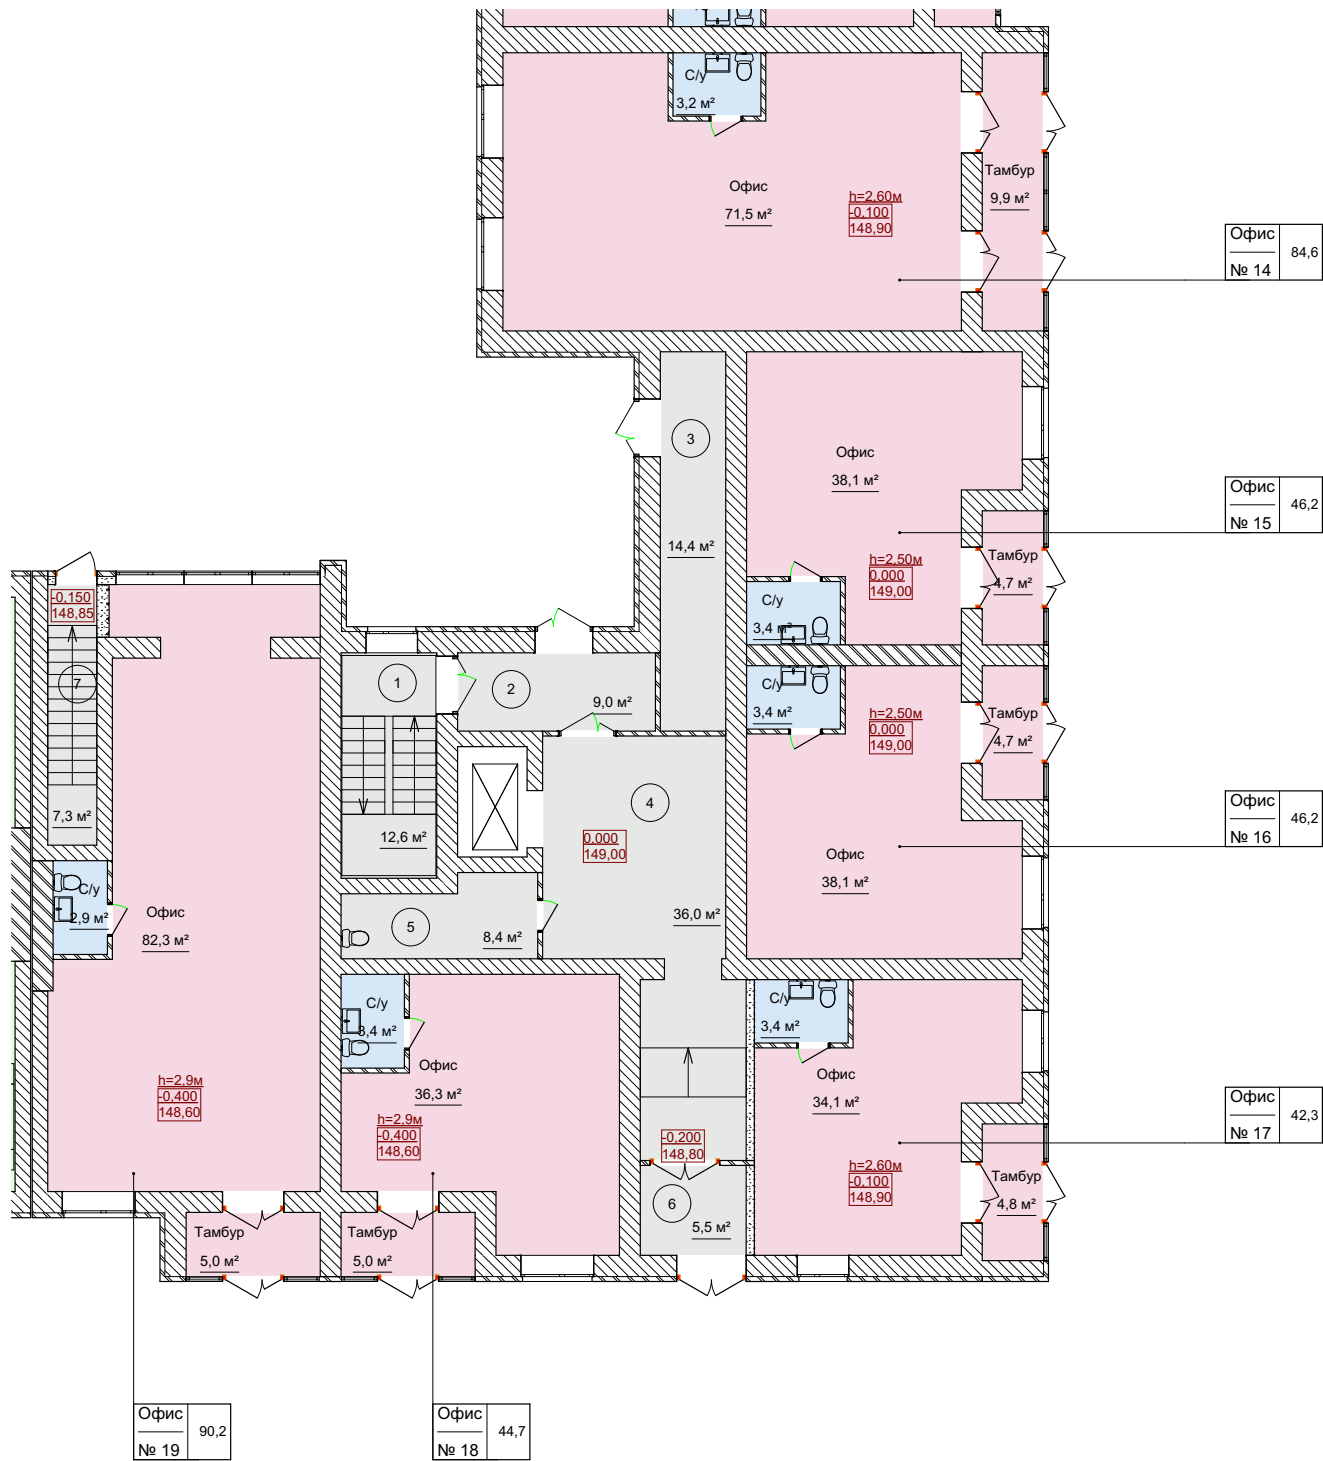 С/у
3,2 м²
Офис
71,5 м²
h=2,60м
-0,100
148,90
Тамбур
9,9 м²
Офис
№ 14
84,6
3
14,4 м²
Офис
38,1 м²
h=2,50м
0,000
149,00
Тамбур
4,7 м²
С/у
3,4 м²
Офис
№ 15
46,2
-0,150
148,85
7
7,3 м²
1
12,6 м²
2
9,0 м²
С/у
3,4 м²
h=2,50м
0,000
149,00
Тамбур
4,7 м²
Офис
38,1 м²
Офис
№ 16
46,2
4
0,000
149,00
36,0 м²
5
8,4 м²
С/у
2,9 м²
Офис
82,3 м²
h=2,9м
-0,400
148,60
С/у
3,4 м²
Офис
36,3 м²
h=2,9м
-0,400
148,60
С/у
3,4 м²
Офис
34,1 м²
h=2,60м
-0,100
148,90
Тамбур
4,8 м²
Офис
№ 17
42,3
-0,200
148,80
6
5,5 м²
Тамбур
5,0 м²
Тамбур
5,0 м²
Офис
№ 19
90,2
Офис
№ 18
44,7